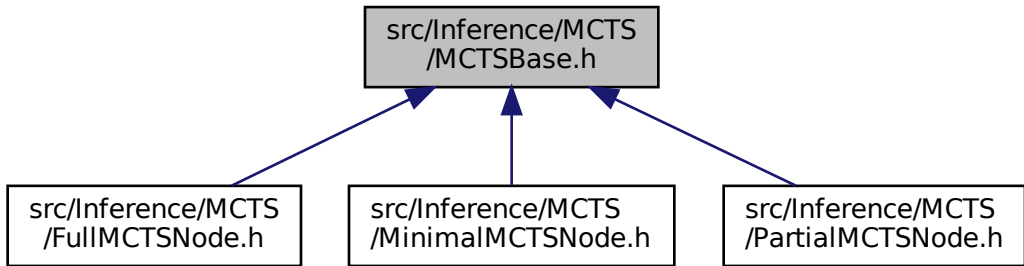 src/Inference/MCTS
/MCTSBase.h
src/Inference/MCTS
/FullMCTSNode.h
src/Inference/MCTS
/MinimalMCTSNode.h
src/Inference/MCTS
/PartialMCTSNode.h